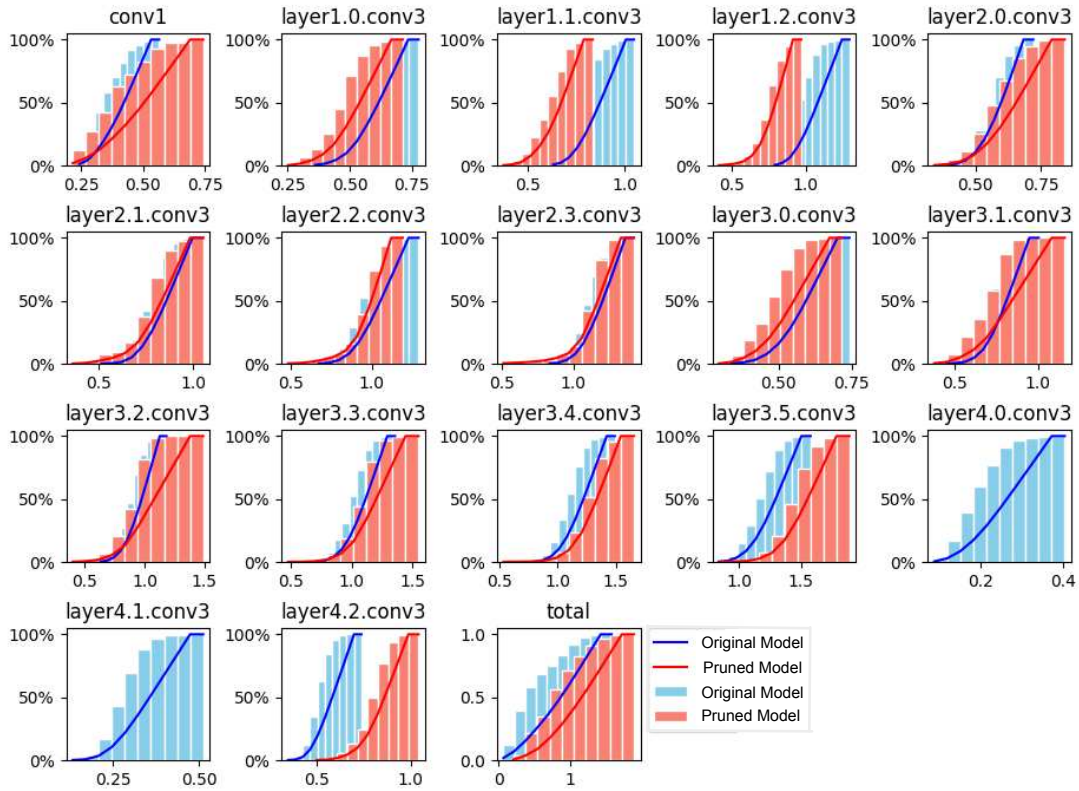 conv1 layer1.0.conv3 layer1.1.conv3 layer1.2.conv3 layer2.0.conv3
100% 100% 100% 100% 100%
50% 50% 50% 50% 50%
0% 0% 0% 0% 0%
0.25 0.50 0.75 0.25 0.50 0.75 0.5 1.0 0.5 1.0 0.50 0.75
layer2.1.conv3 layer2.2.conv3 layer2.3.conv3 layer3.0.conv3 layer3.1.conv3
100% 100% 100% 100% 100%
50% 50% 50% 50% 50%
0% 0% 0% 0% 0%
0.5 1.0 0.5 1.0 0.5 1.0 0.50 0.75 0.5 1.0
layer3.2.conv3 layer3.3.conv3 layer3.4.conv3 layer3.5.conv3 layer4.0.conv3
100% 100% 100% 100% 100%
50% 50% 50% 50% 50%
0% 0% 0% 0% 0%
0.5 1.0 1.5 0.5 1.0 1.5 0.5 1.0 1.5 1.0 1.5 0.2 0.4
layer4.1.conv3 layer4.2.conv3 total
100% 100% 1.0
50% 50% 0.5
0% 0% 0.0
0.25 0.50 0.5 1.0 0 1
Original Model
Pruned Model
Original Model
Pruned Model